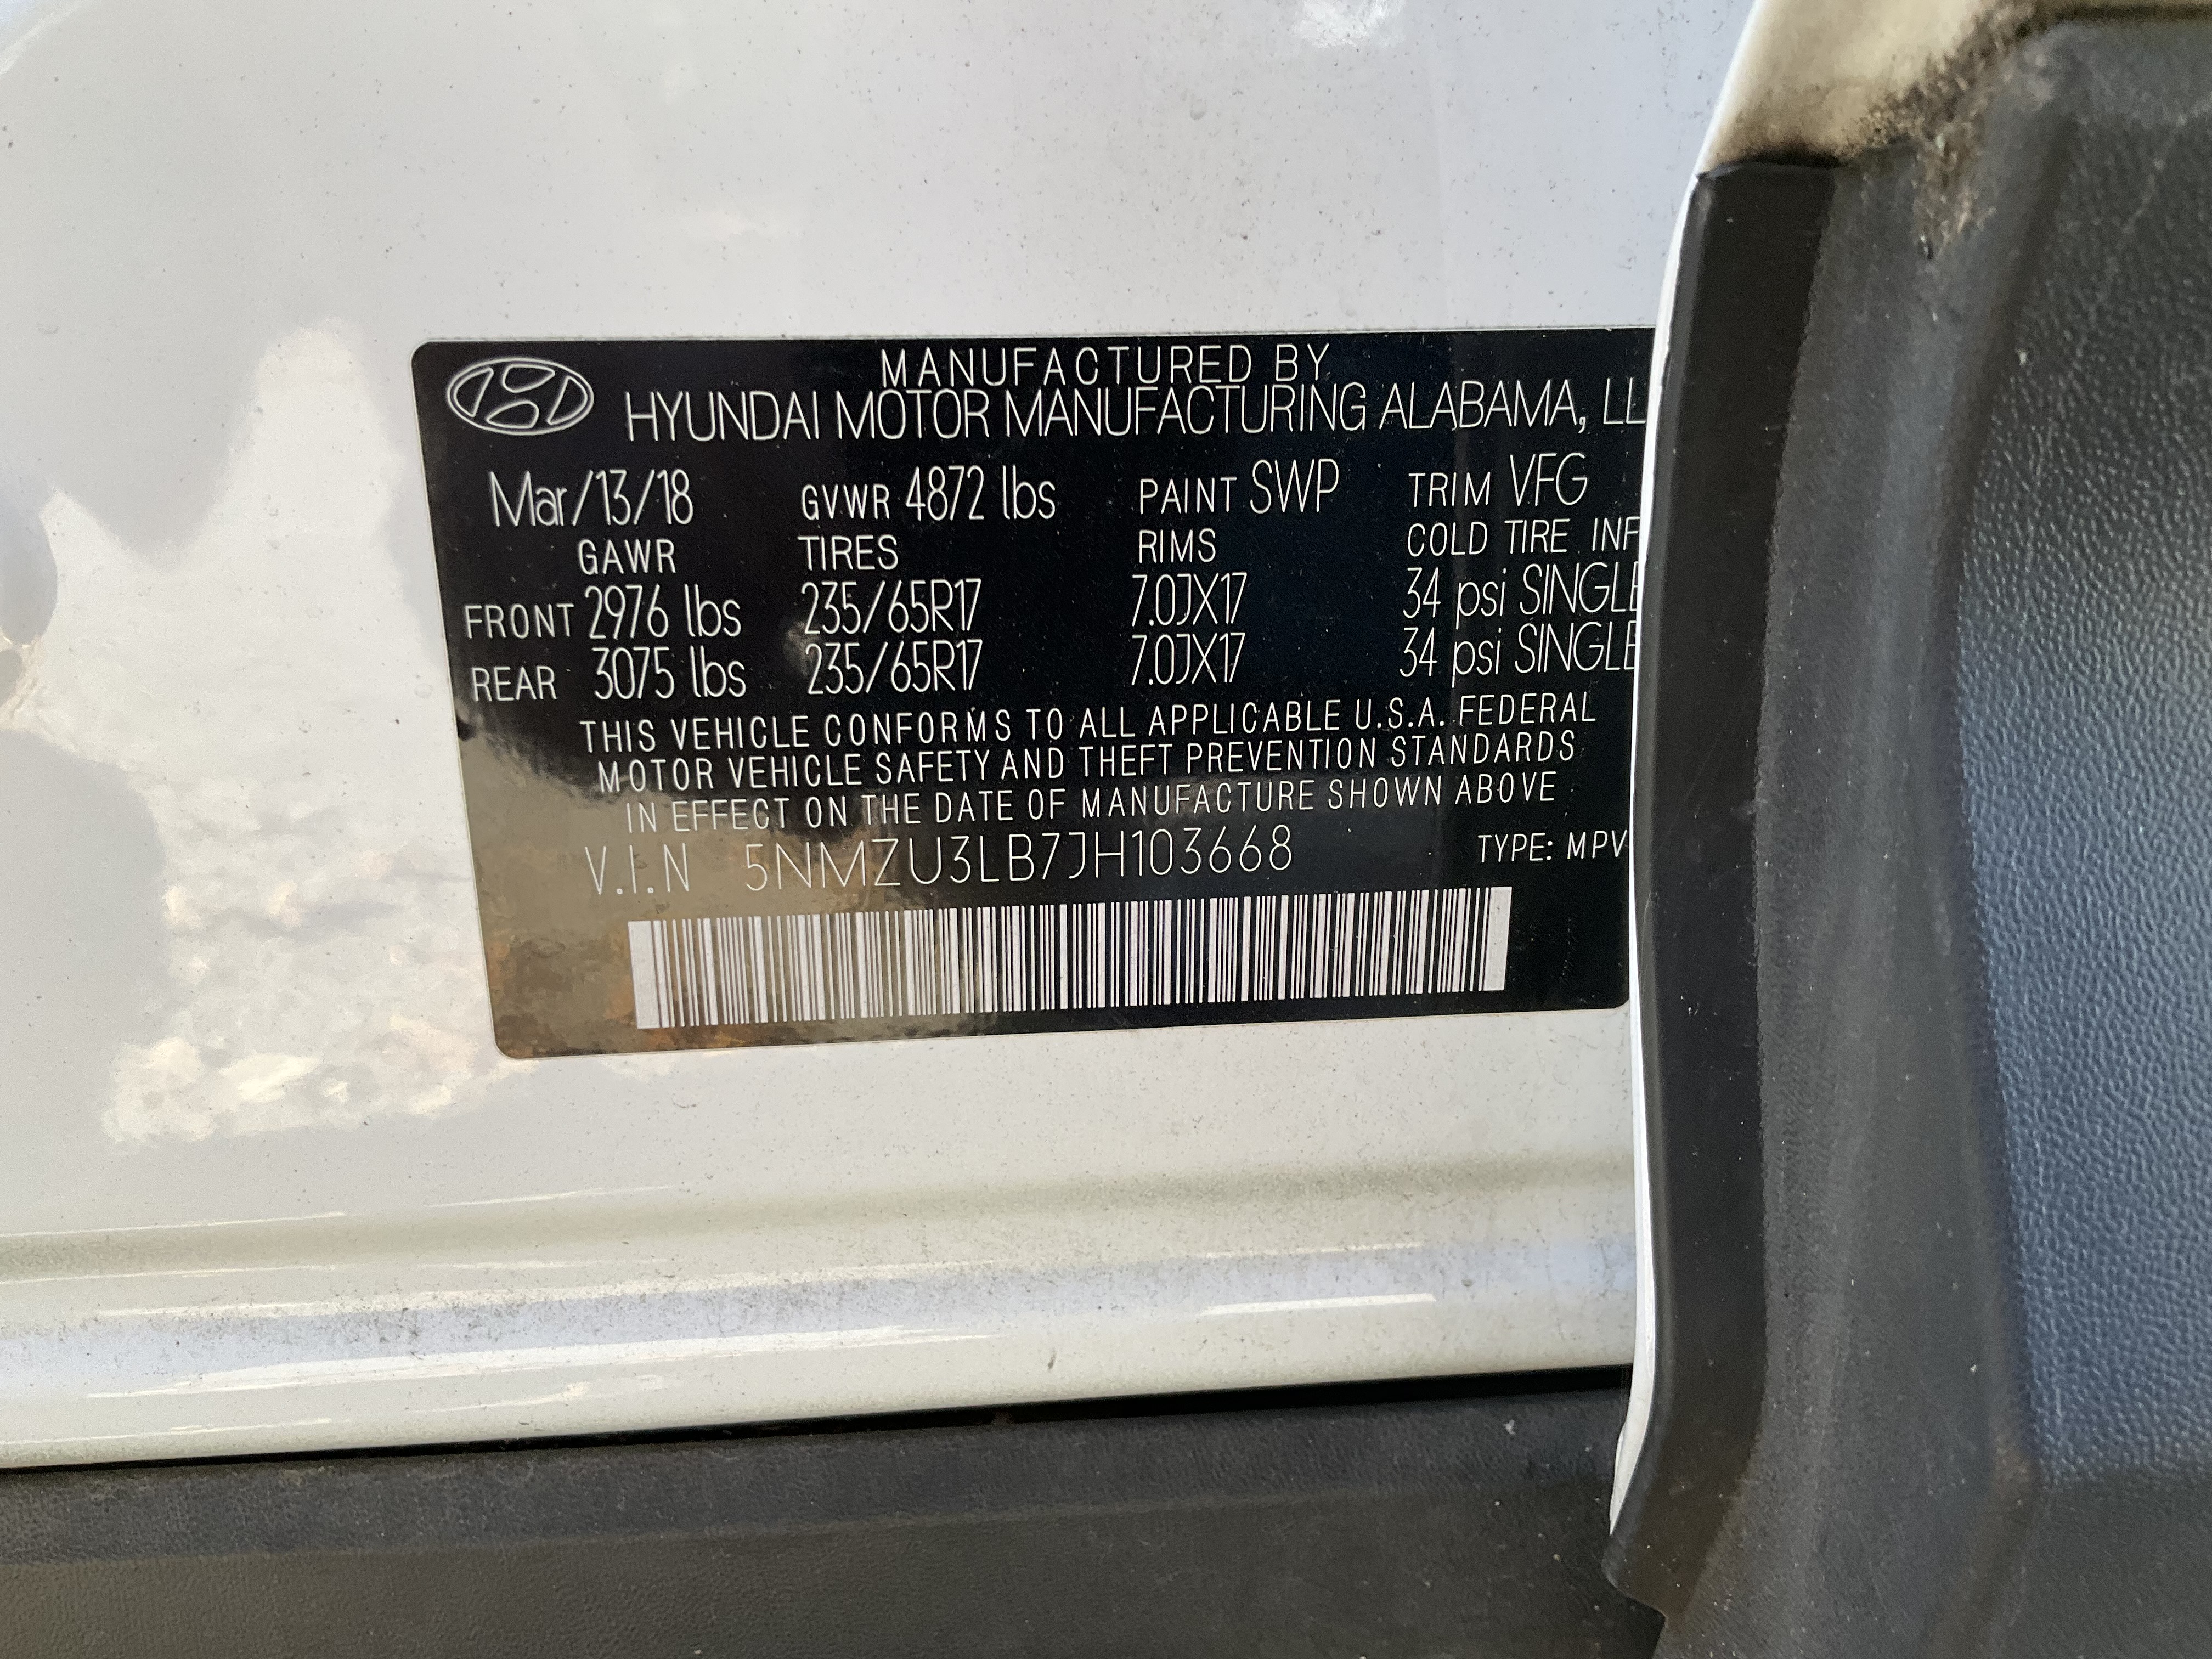 MANUFACTURED BY
HYUNDAI MOTOR MANUFACTURING ALABAMA, LL
Mar/13/18 GVWR 4872 lbs PAINT SWP TRIM VFG
GAWR TIRES RIMS COLD TIRE INF
FRONT 2976 lbs 235/65R17 7.0JX17 34 psi SINGLE
REAR 3075 lbs 235/65R17 7.0JX17 34 psi SINGLE
THIS VEHICLE CONFORMS TO ALL APPLICABLE U.S.A. FEDERAL
MOTOR VEHICLE SAFETY AND THEFT PREVENTION STANDARDS
IN EFFECT ON THE DATE OF MANUFACTURE SHOWN ABOVE
V.I.N 5NMZU3LB7JH103668 TYPE: MPV